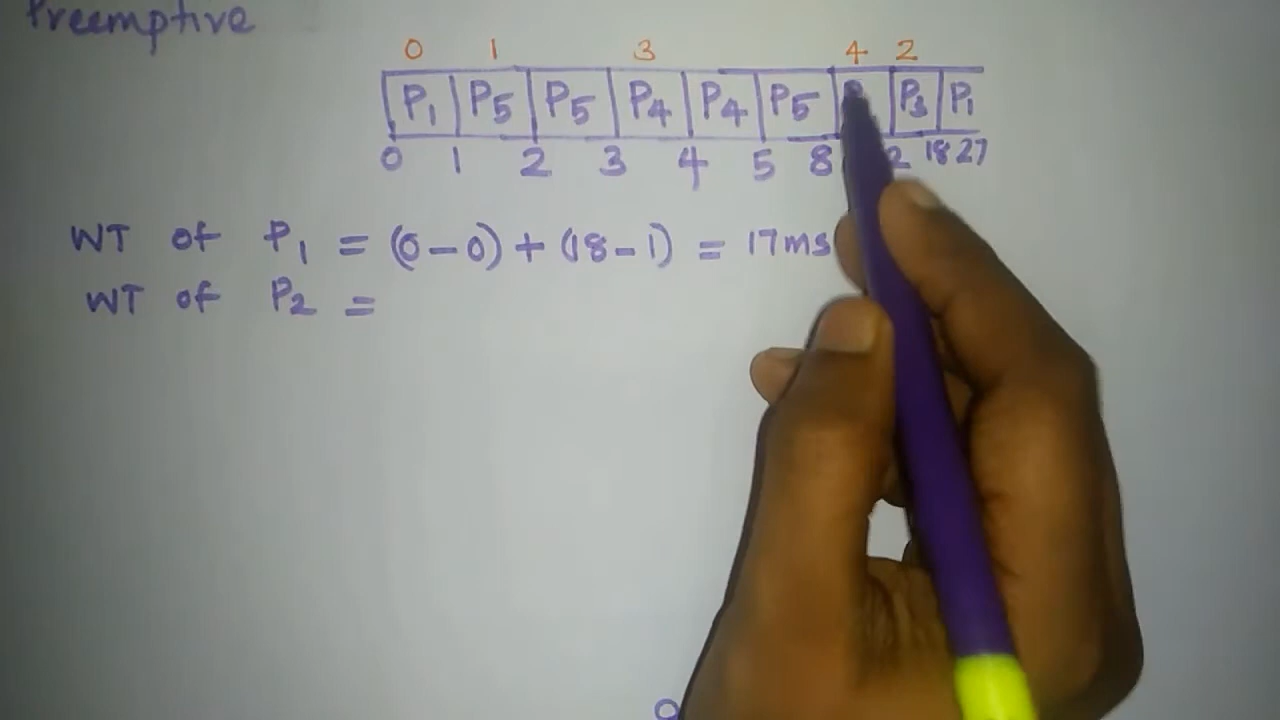 Preemptive
0 1 3 4 2
P1 P5 P5 P4 P4 P5 P3 P1
0 1 2 3 4 5 8 2 18 27
WT of P1 = (0-0) + (18-1) = 17ms
WT of P2 =